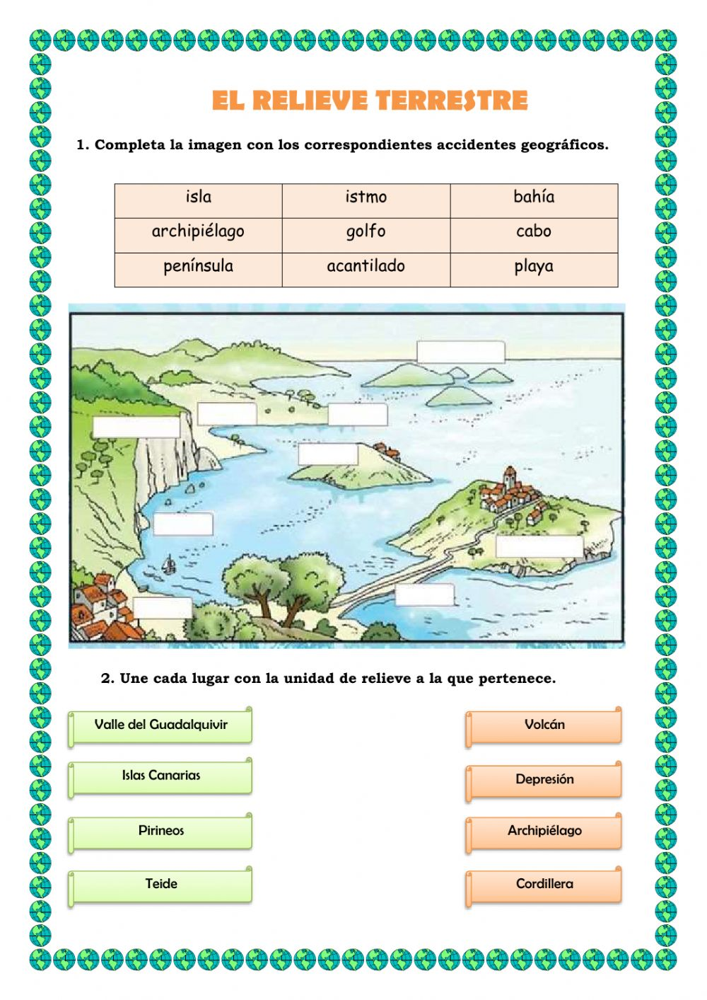 EL RELIEVE TERRESTRE
1. Completa la imagen con los correspondientes accidentes geográficos.
isla istmo bahía
archipiélago golfo cabo
península acantilado playa
2. Une cada lugar con la unidad de relieve a la que pertenece.
Valle del Guadalquivir Volcán
Islas Canarias Depresión
Pirineos Archipiélago
Teide Cordillera